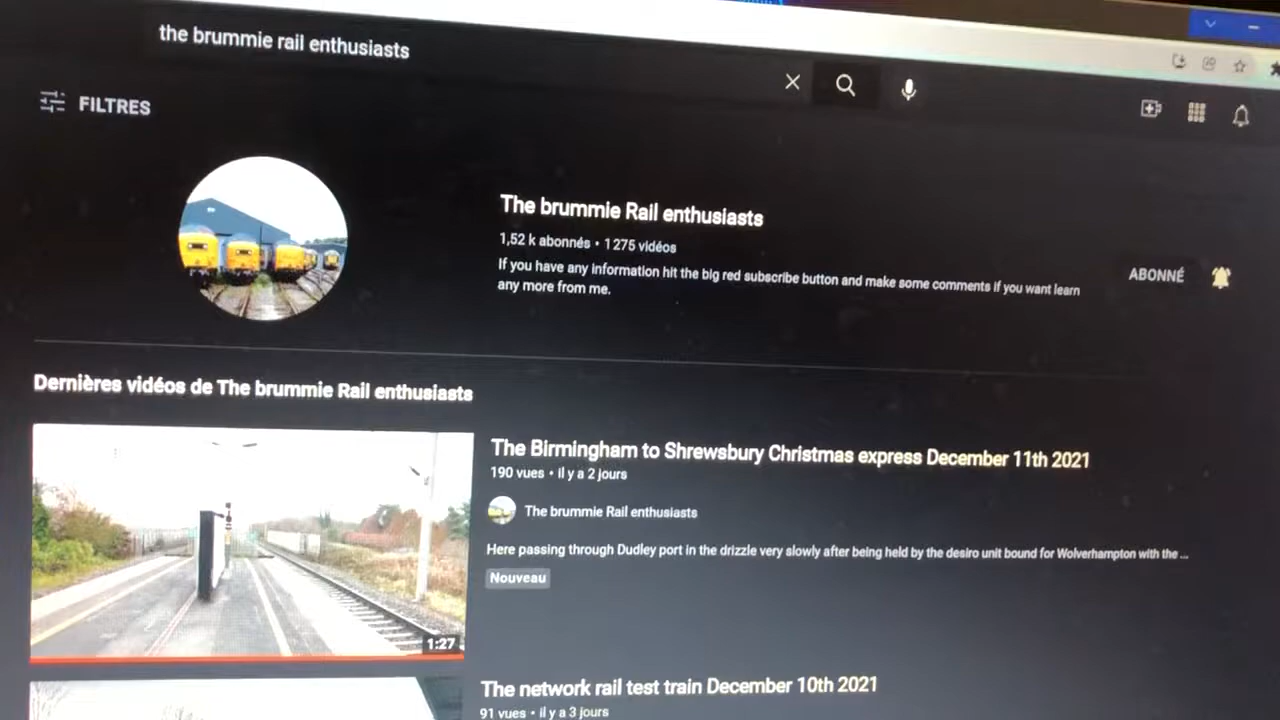 the brummie rail enthusiasts
FILTRES
The brummie Rail enthusiasts
1,52 k abonnés • 1 275 vidéos
If you have any information hit the big red subscribe button and make some comments if you want learn
any more from me.
ABONNÉ
Dernières vidéos de The brummie Rail enthusiasts
The Birmingham to Shrewsbury Christmas express December 11th 2021
190 vues • il y a 2 jours
The brummie Rail enthusiasts
Here passing through Dudley port in the drizzle very slowly after being held by the desiro unit bound for Wolverhampton with the ...
Nouveau
1:27
The network rail test train December 10th 2021
91 vues • il y a 3 jours